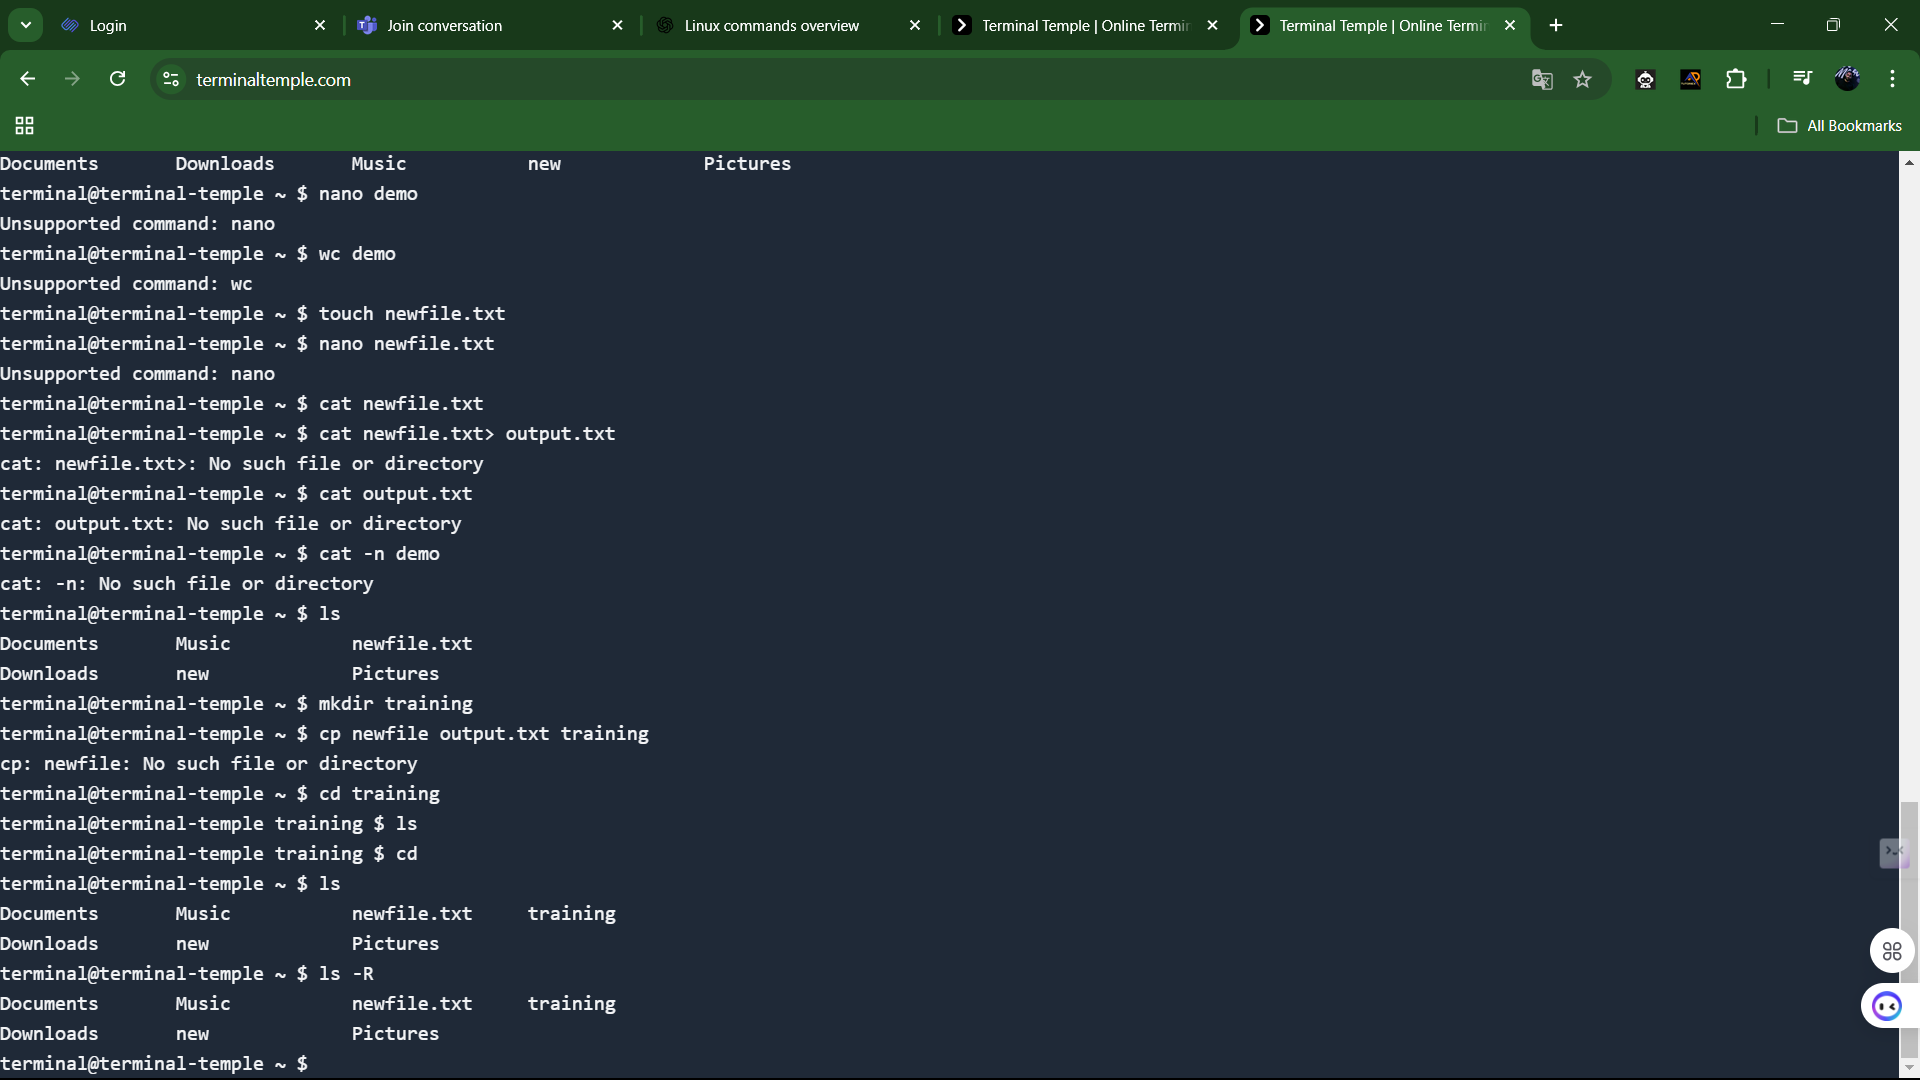 Login
Join conversation
Linux commands overview
Terminal Temple | Online Termin
Terminal Temple | Online Termin
terminaltemple.com
All Bookmarks
Documents Downloads Music new Pictures
terminal@terminal-temple ~ $ nano demo
Unsupported command: nano
terminal@terminal-temple ~ $ wc demo
Unsupported command: wc
terminal@terminal-temple ~ $ touch newfile.txt
terminal@terminal-temple ~ $ nano newfile.txt
Unsupported command: nano
terminal@terminal-temple ~ $ cat newfile.txt
terminal@terminal-temple ~ $ cat newfile.txt> output.txt
cat: newfile.txt>: No such file or directory
terminal@terminal-temple ~ $ cat output.txt
cat: output.txt: No such file or directory
terminal@terminal-temple ~ $ cat -n demo
cat: -n: No such file or directory
terminal@terminal-temple ~ $ ls
Documents Music newfile.txt
Downloads new Pictures
terminal@terminal-temple ~ $ mkdir training
terminal@terminal-temple ~ $ cp newfile output.txt training
cp: newfile: No such file or directory
terminal@terminal-temple ~ $ cd training
terminal@terminal-temple training $ ls
terminal@terminal-temple training $ cd
terminal@terminal-temple ~ $ ls
Documents Music newfile.txt training
Downloads new Pictures
terminal@terminal-temple ~ $ ls -R
Documents Music newfile.txt training
Downloads new Pictures
terminal@terminal-temple ~ $